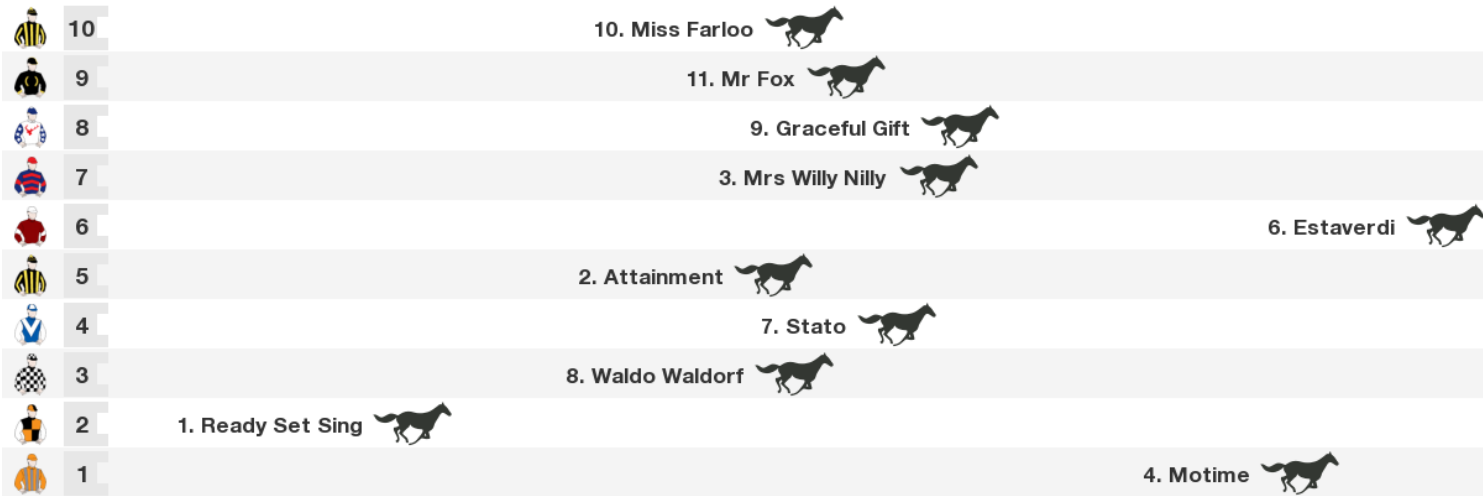 10 10. Miss Farloo
9 11. Mr Fox
8 9. Graceful Gift
7 3. Mrs Willy Nilly
6 6. Estaverdi
5 2. Attainment
4 7. Stato
3 8. Waldo Waldorf
2 1. Ready Set Sing
1 4. Motime